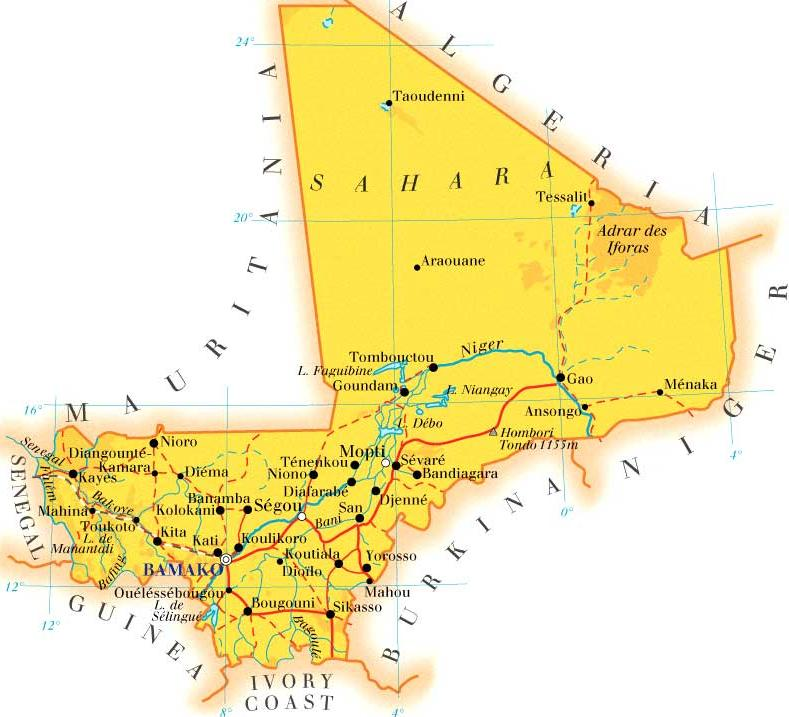 ALGERIA
24°
MAURITANIA
Taoudenni
SAHARA
Tessalit
20°
Adrar des
Iforas
Araouane
NIGER
Niger
Tombouctou
L. Faguibine
Goundam
L. Niangay
Gao
Ménaka
Ansongo
16°
L. Débo
Hombori
Tondo 1155m
4°
Senegal
Nioro
Diangounté-
Kamara
Kayes
Diéma
Mopti
Ténenkou
Niono
Sévaré
Bandiagara
Diafarabé
SENEGAL
Falém
Bakoye
Banamba
Kolokani
Ségou
Djenné
San
Bani
0°
Mahina
Toukoto
L. de
Manantali
Kita
Kati
Koulikoro
Koutiala
Yorosso
BAMAKO
Dioïlo
Bafing
12°
Ouéléssébougou
Mahou
L. de
Sélingué
Bougouni
Sikasso
Bagoulé
12°
GUINEA
BURKINA
IVORY
COAST
8°
4°